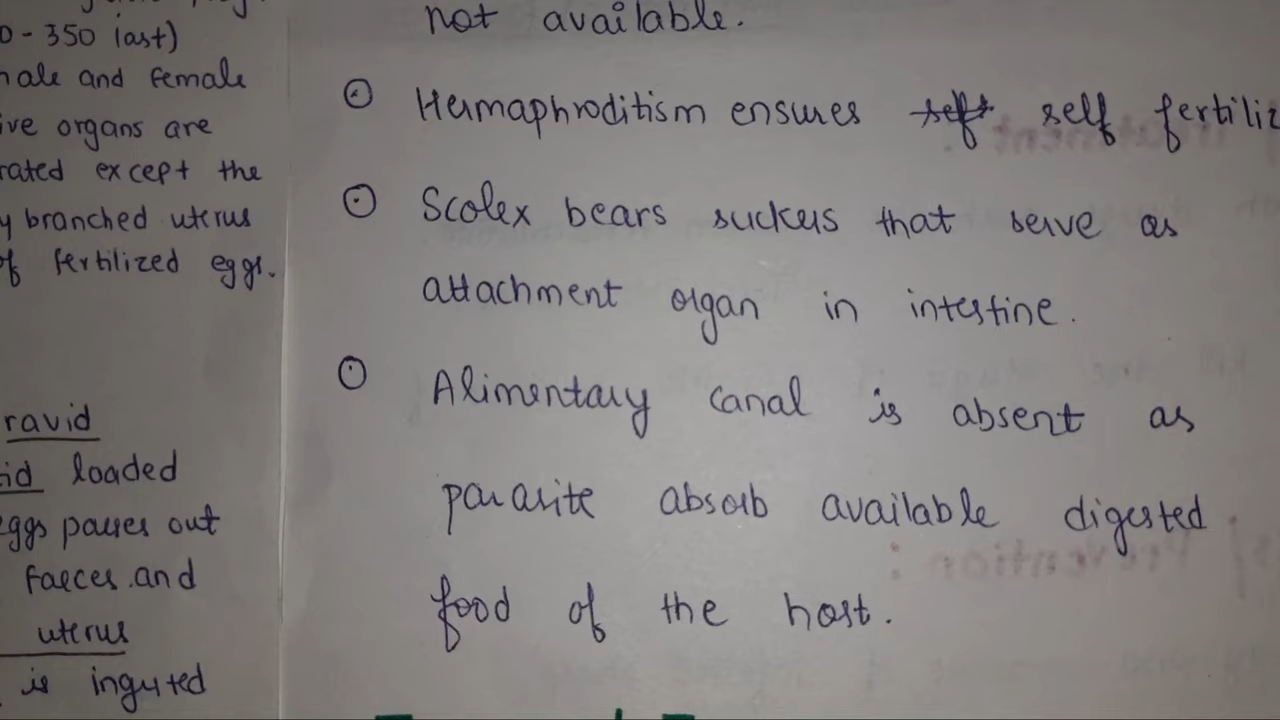 0-350 last)
male and female
ive organs are
rated except the
y branched uterus
of fertilized eggs.
ravid
id loaded
eggs passes out
faeces and
uterus
is ingested
not available.
Hermaphroditism ensures self self fertiliz
Scolex bears suckers that serve as
attachment organ in intestine.
Alimentary canal is absent as
parasite absorb available digested
food of the host.
Treatment.
Prevention :